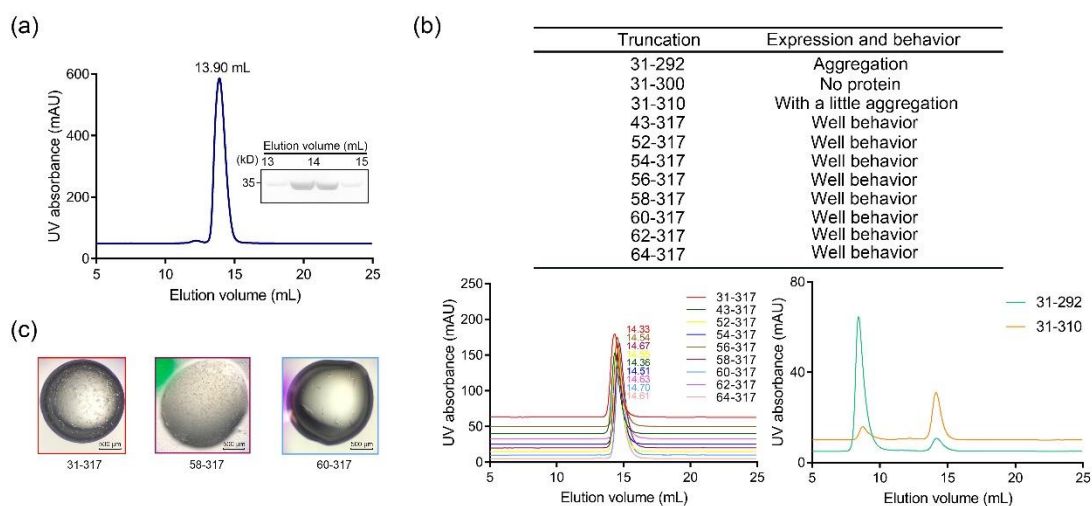 (a)
13.90 mL
600
400
200
0
UV absorbance (mAU)
5 10 15 20 25
Elution volume (mL)
Elution volume (mL)
(kD) 13 14 15
35
(b)
Truncation Expression and behavior
31-292 Aggregation
31-300 No protein
31-310 With a little aggregation
43-317 Well behavior
52-317 Well behavior
54-317 Well behavior
56-317 Well behavior
58-317 Well behavior
60-317 Well behavior
62-317 Well behavior
64-317 Well behavior
250
200
150
100
50
0
UV absorbance (mAU)
5 10 15 20 25
Elution volume (mL)
14.33
14.54
14.67
14.36
14.51
14.63
14.70
14.61
31-317
43-317
52-317
54-317
56-317
58-317
60-317
62-317
64-317
80
40
0
UV absorbance (mAU)
5 10 15 20 25
Elution volume (mL)
31-292
31-310
(c)
500 μm
31-317
500 μm
58-317
500 μm
60-317